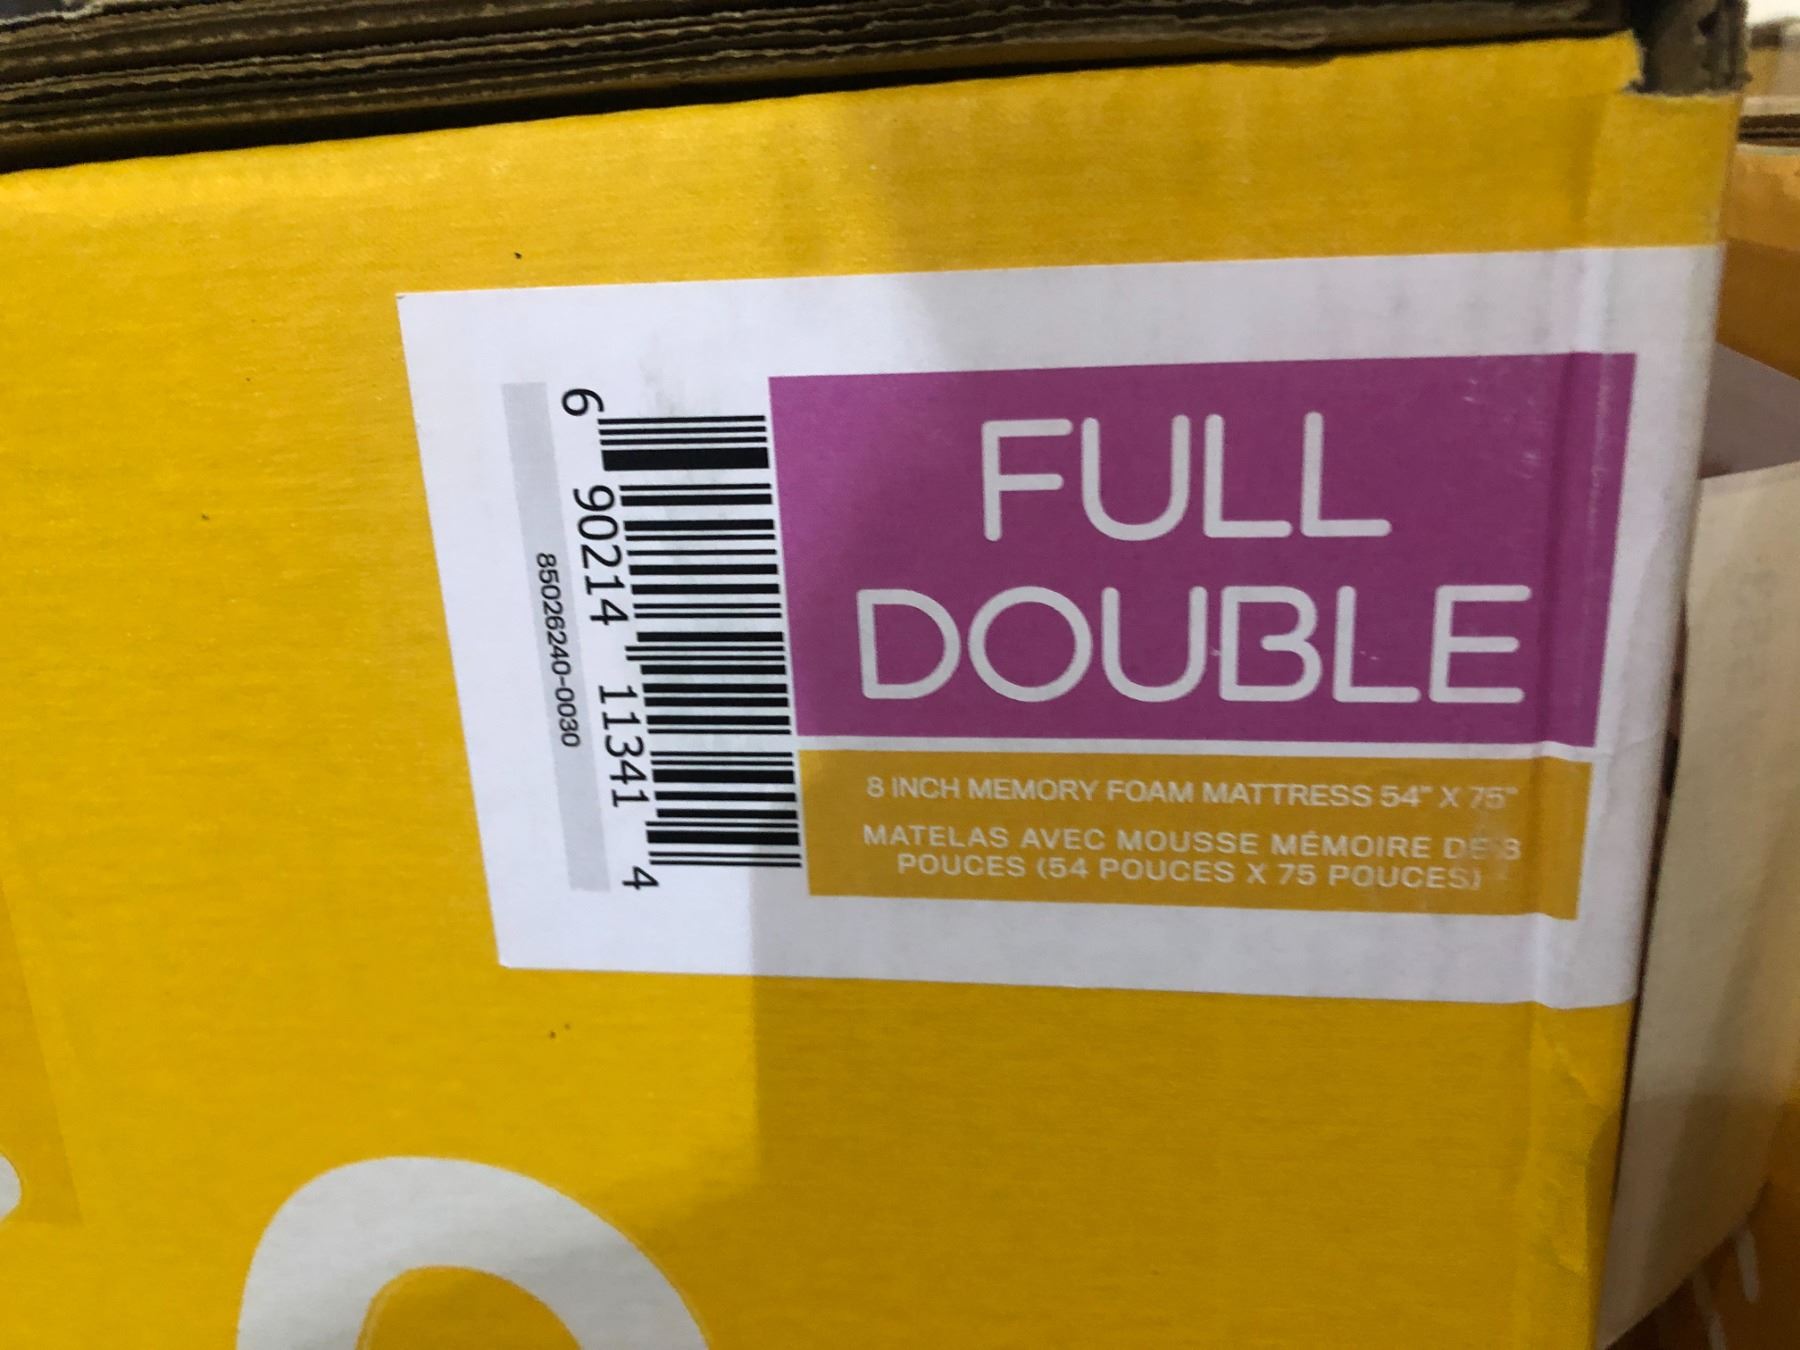 FULL
DOUBLE
8 INCH MEMORY FOAM MATTRESS 54" X 75"
MATELAS AVEC MOUSSE MÉMOIRE DE 8
POUCES (54 POUCES X 75 POUCES)
6 90214 11341 4
85026240-0030